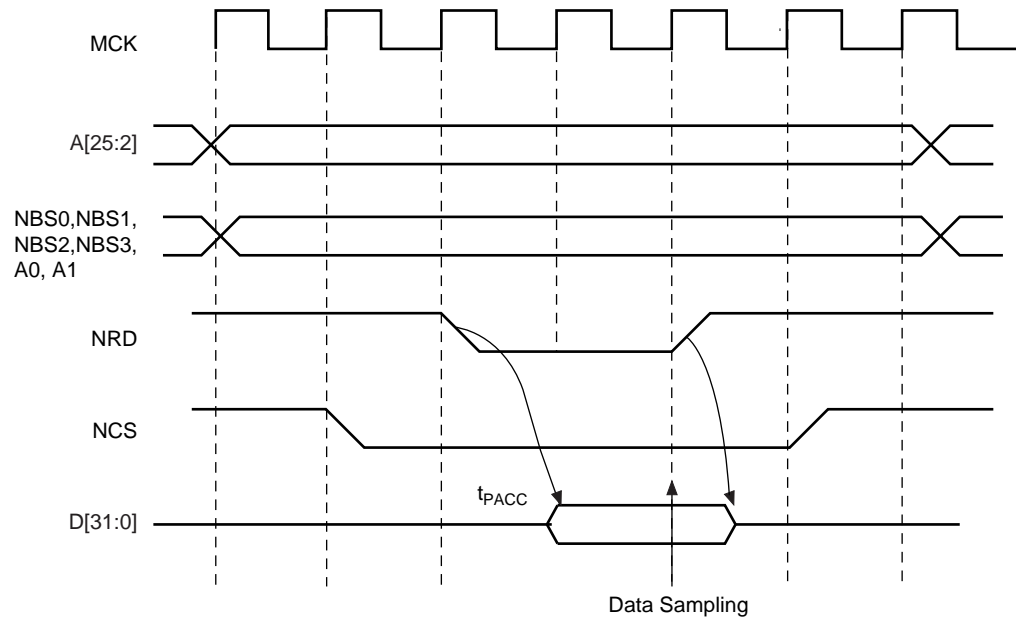 MCK
A[25:2]
NBS0,NBS1,
NBS2,NBS3,
A0, A1
NRD
NCS
tPACC
D[31:0]
Data Sampling